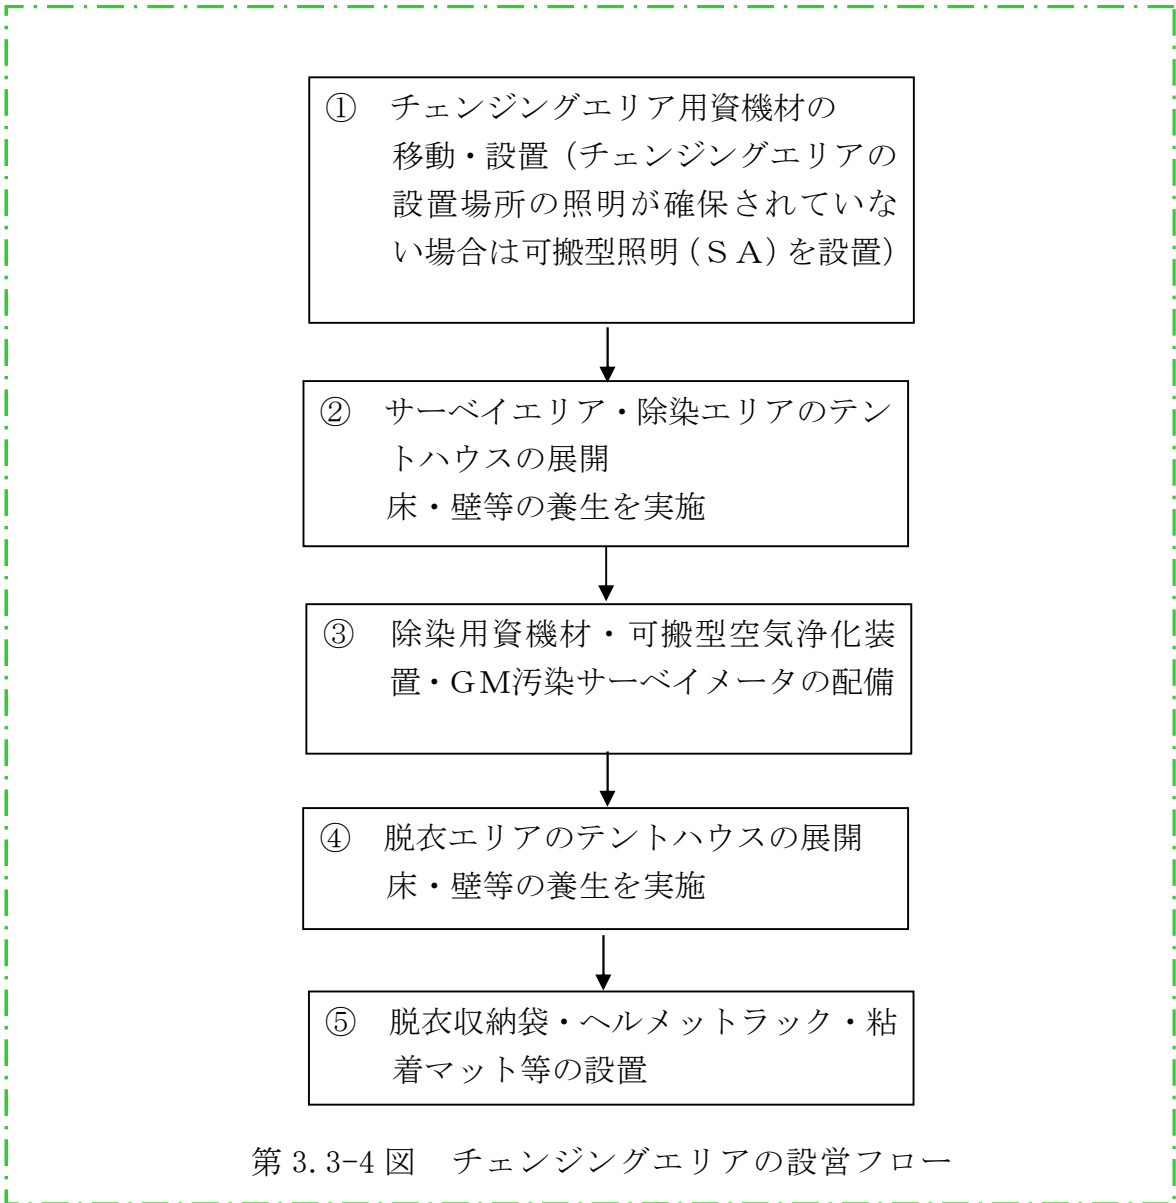 ① チェンジングエリア用資機材の
移動・設置（チェンジングエリアの
設置場所の照明が確保されていな
い場合は可搬型照明（ＳＡ）を設置）
② サーベイエリア・除染エリアのテン
トハウスの展開
床・壁等の養生を実施
③ 除染用資機材・可搬型空気浄化装
置・ＧＭ汚染サーベイメータの配備
④ 脱衣エリアのテントハウスの展開
床・壁等の養生を実施
⑤ 脱衣収納袋・ヘルメットラック・粘
着マット等の設置
第 3.3-4 図 チェンジングエリアの設営フロー